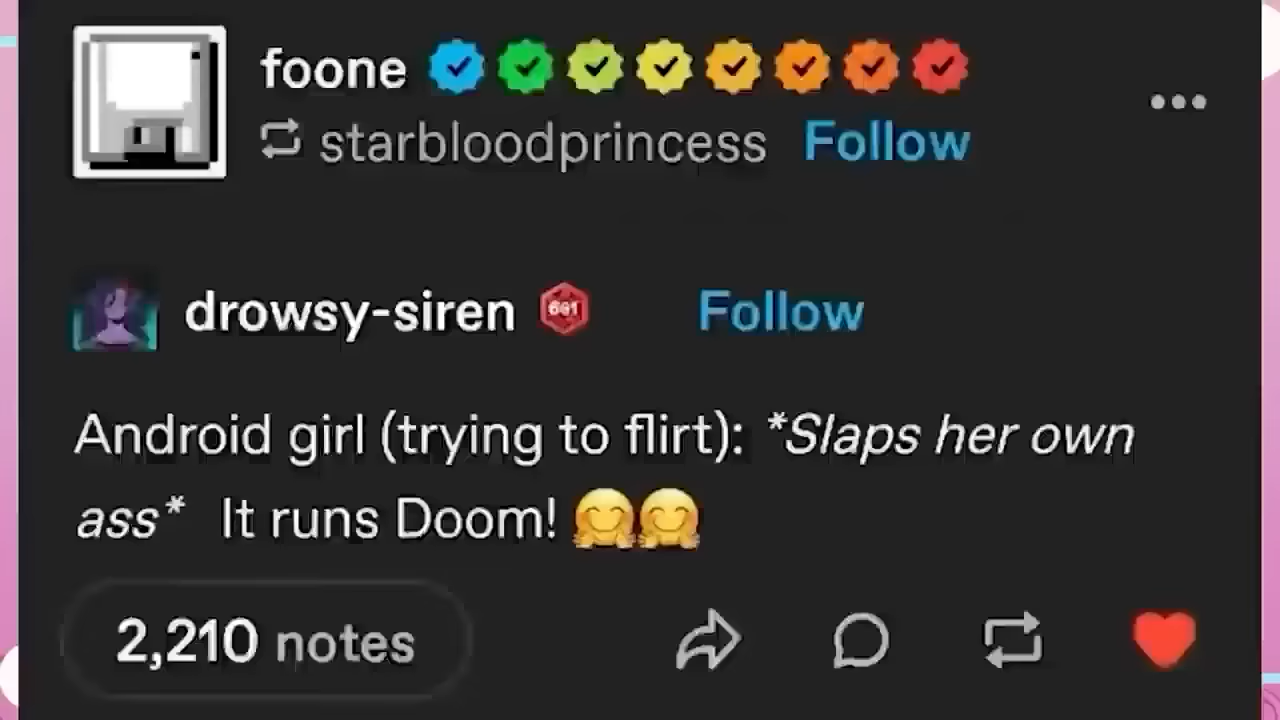 foone
starbloodprincess Follow
drowsy-siren Follow
Android girl (trying to flirt): *Slaps her own
ass* It runs Doom! 🤗🤗
2,210 notes